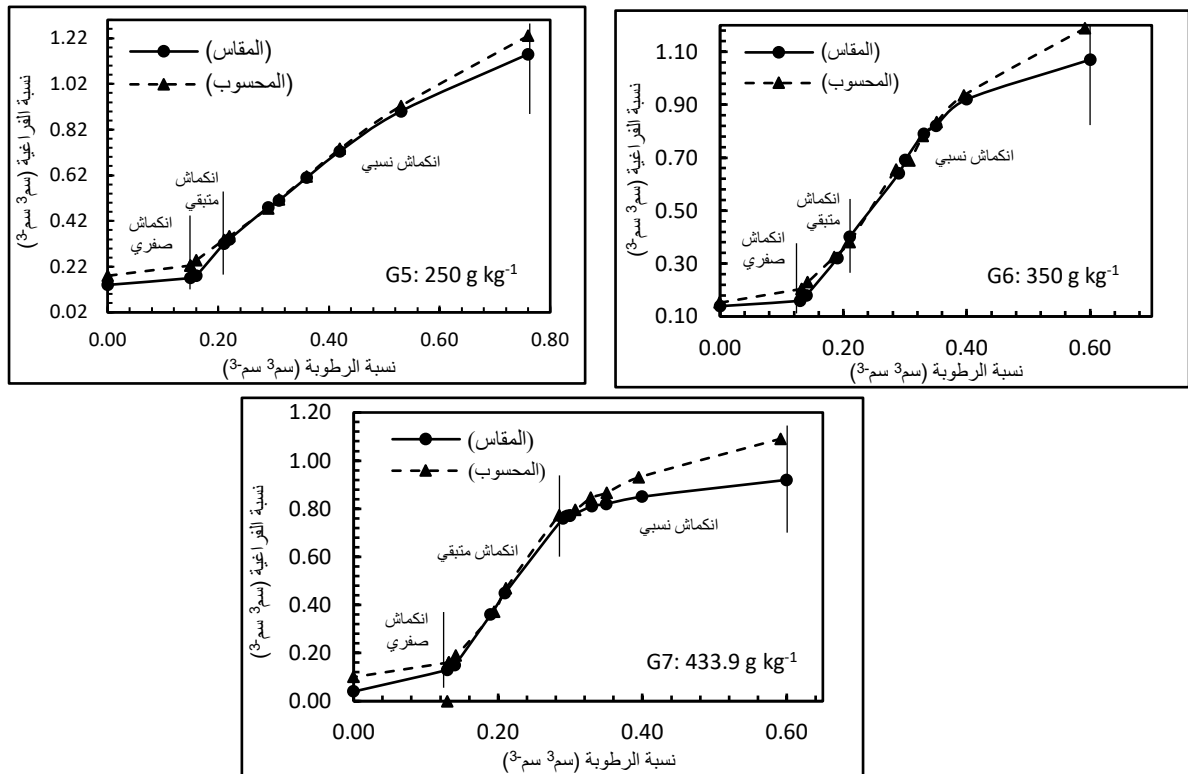 1.22
1.02
0.82
0.62
0.42
0.22
0.02
نسبة الفراغية (سم3 سم-3)
(المقاس)
(المحسوب)
انكماش صفري
انكماش متبقي
انكماش نسبي
G5: 250 g kg-1
0.00 0.20 0.40 0.60 0.80
نسبة الرطوبة (سم3 سم-3)
1.10
0.90
0.70
0.50
0.30
0.10
نسبة الفراغية (سم3 سم-3)
(المقاس)
(المحسوب)
انكماش صفري
انكماش متبقي
انكماش نسبي
G6: 350 g kg-1
0.00 0.20 0.40 0.60
نسبة الرطوبة (سم3 سم-3)
1.20
1.00
0.80
0.60
0.40
0.20
0.00
نسبة الفراغية (سم3 سم-3)
(المقاس)
(المحسوب)
انكماش صفري
انكماش متبقي
انكماش نسبي
G7: 433.9 g kg-1
0.00 0.20 0.40 0.60
نسبة الرطوبة (سم3 سم-3)